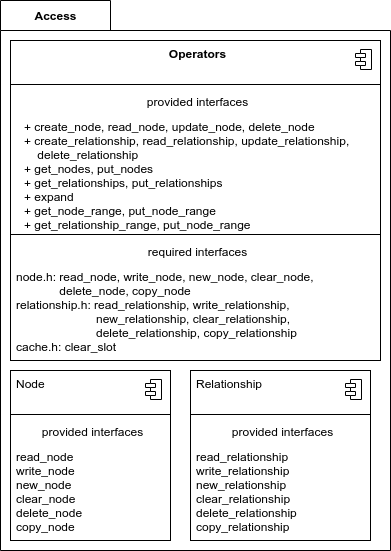 Access
Operators
provided interfaces
+ create_node, read_node, update_node, delete_node
+ create_relationship, read_relationship, update_relationship,
delete_relationship
+ get_nodes, put_nodes
+ get_relationships, put_relationships
+ expand
+ get_node_range, put_node_range
+ get_relationship_range, put_node_range
required interfaces
node.h: read_node, write_node, new_node, clear_node,
delete_node, copy_node
relationship.h: read_relationship, write_relationship,
new_relationship, clear_relationship,
delete_relationship, copy_relationship
cache.h: clear_slot
Node
provided interfaces
read_node
write_node
new_node
clear_node
delete_node
copy_node
Relationship
provided interfaces
read_relationship
write_relationship
new_relationship
clear_relationship
delete_relationship
copy_relationship